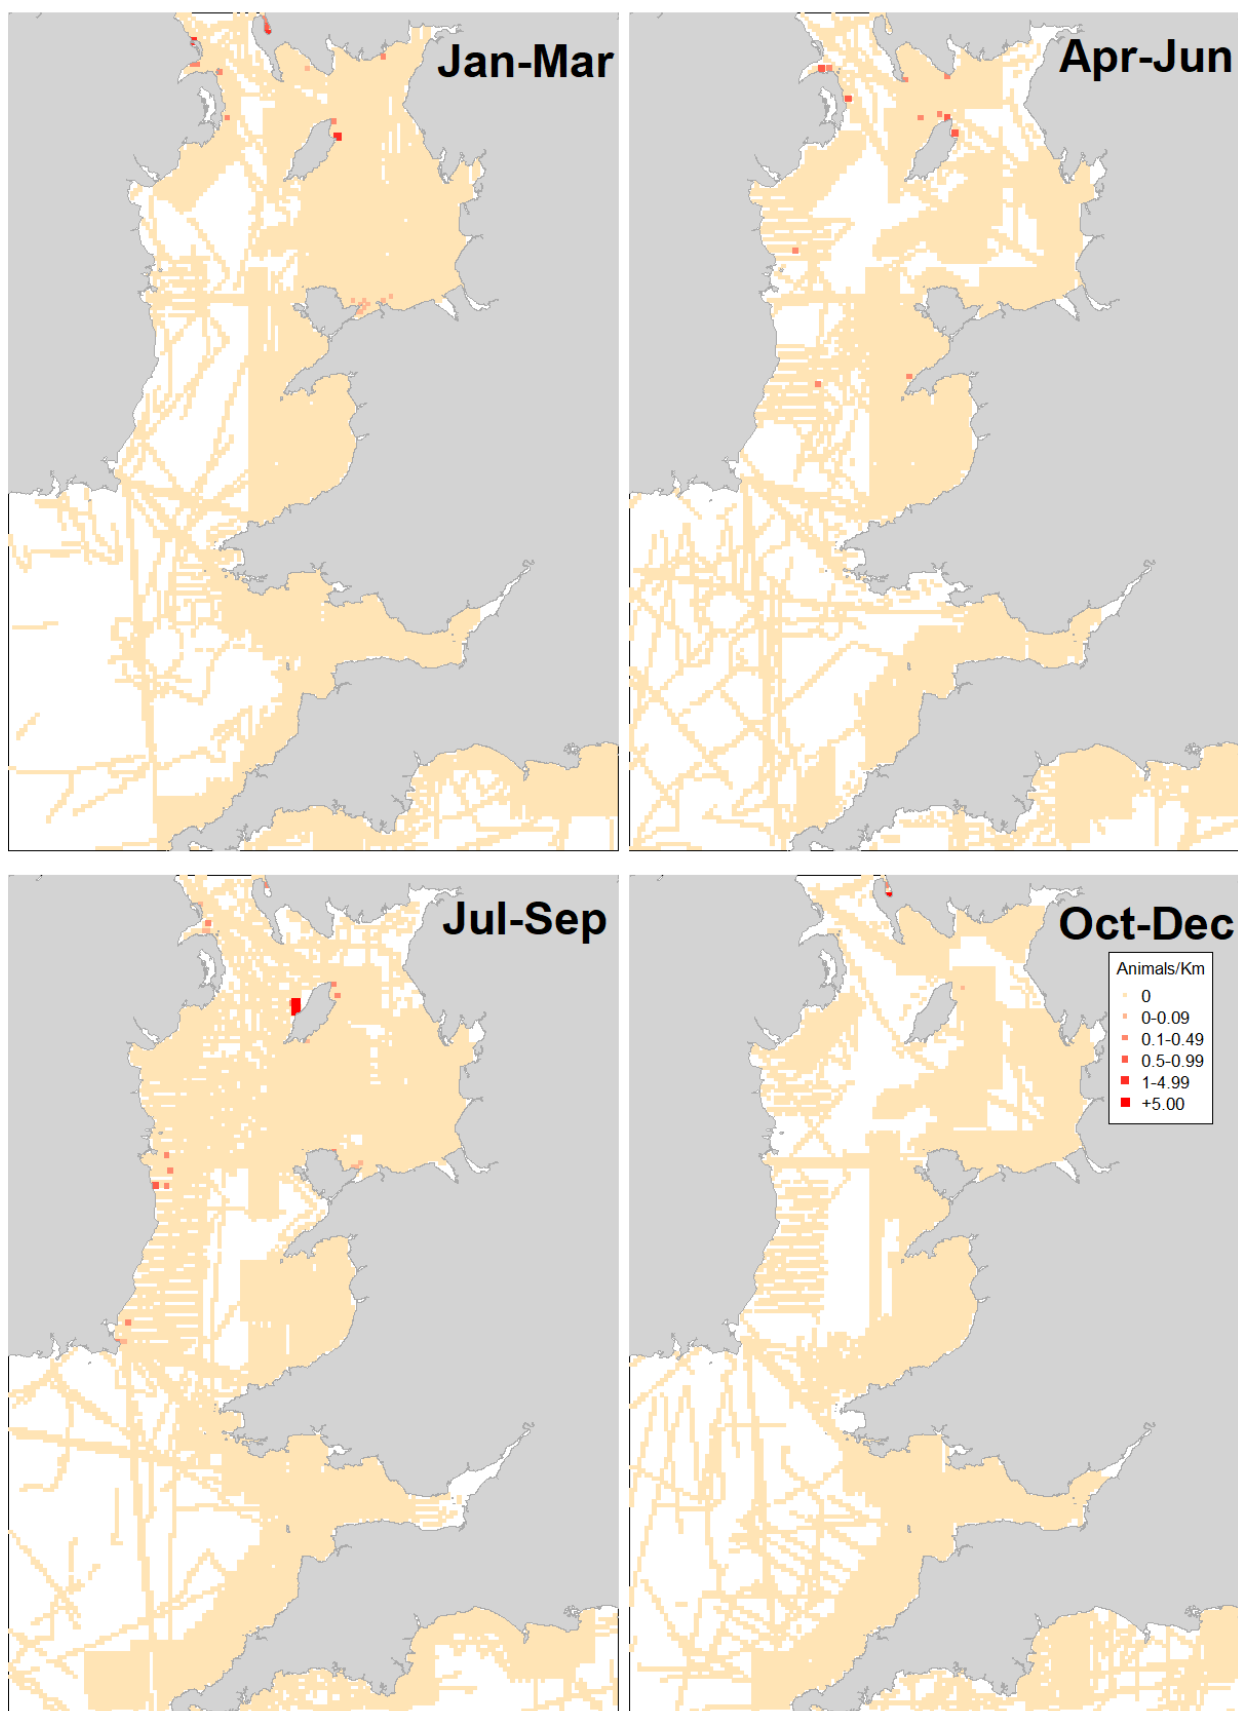 Jan-Mar
Apr-Jun
Jul-Sep
Oct-Dec
Animals/Km
0
0-0.09
0.1-0.49
0.5-0.99
1-4.99
+5.00